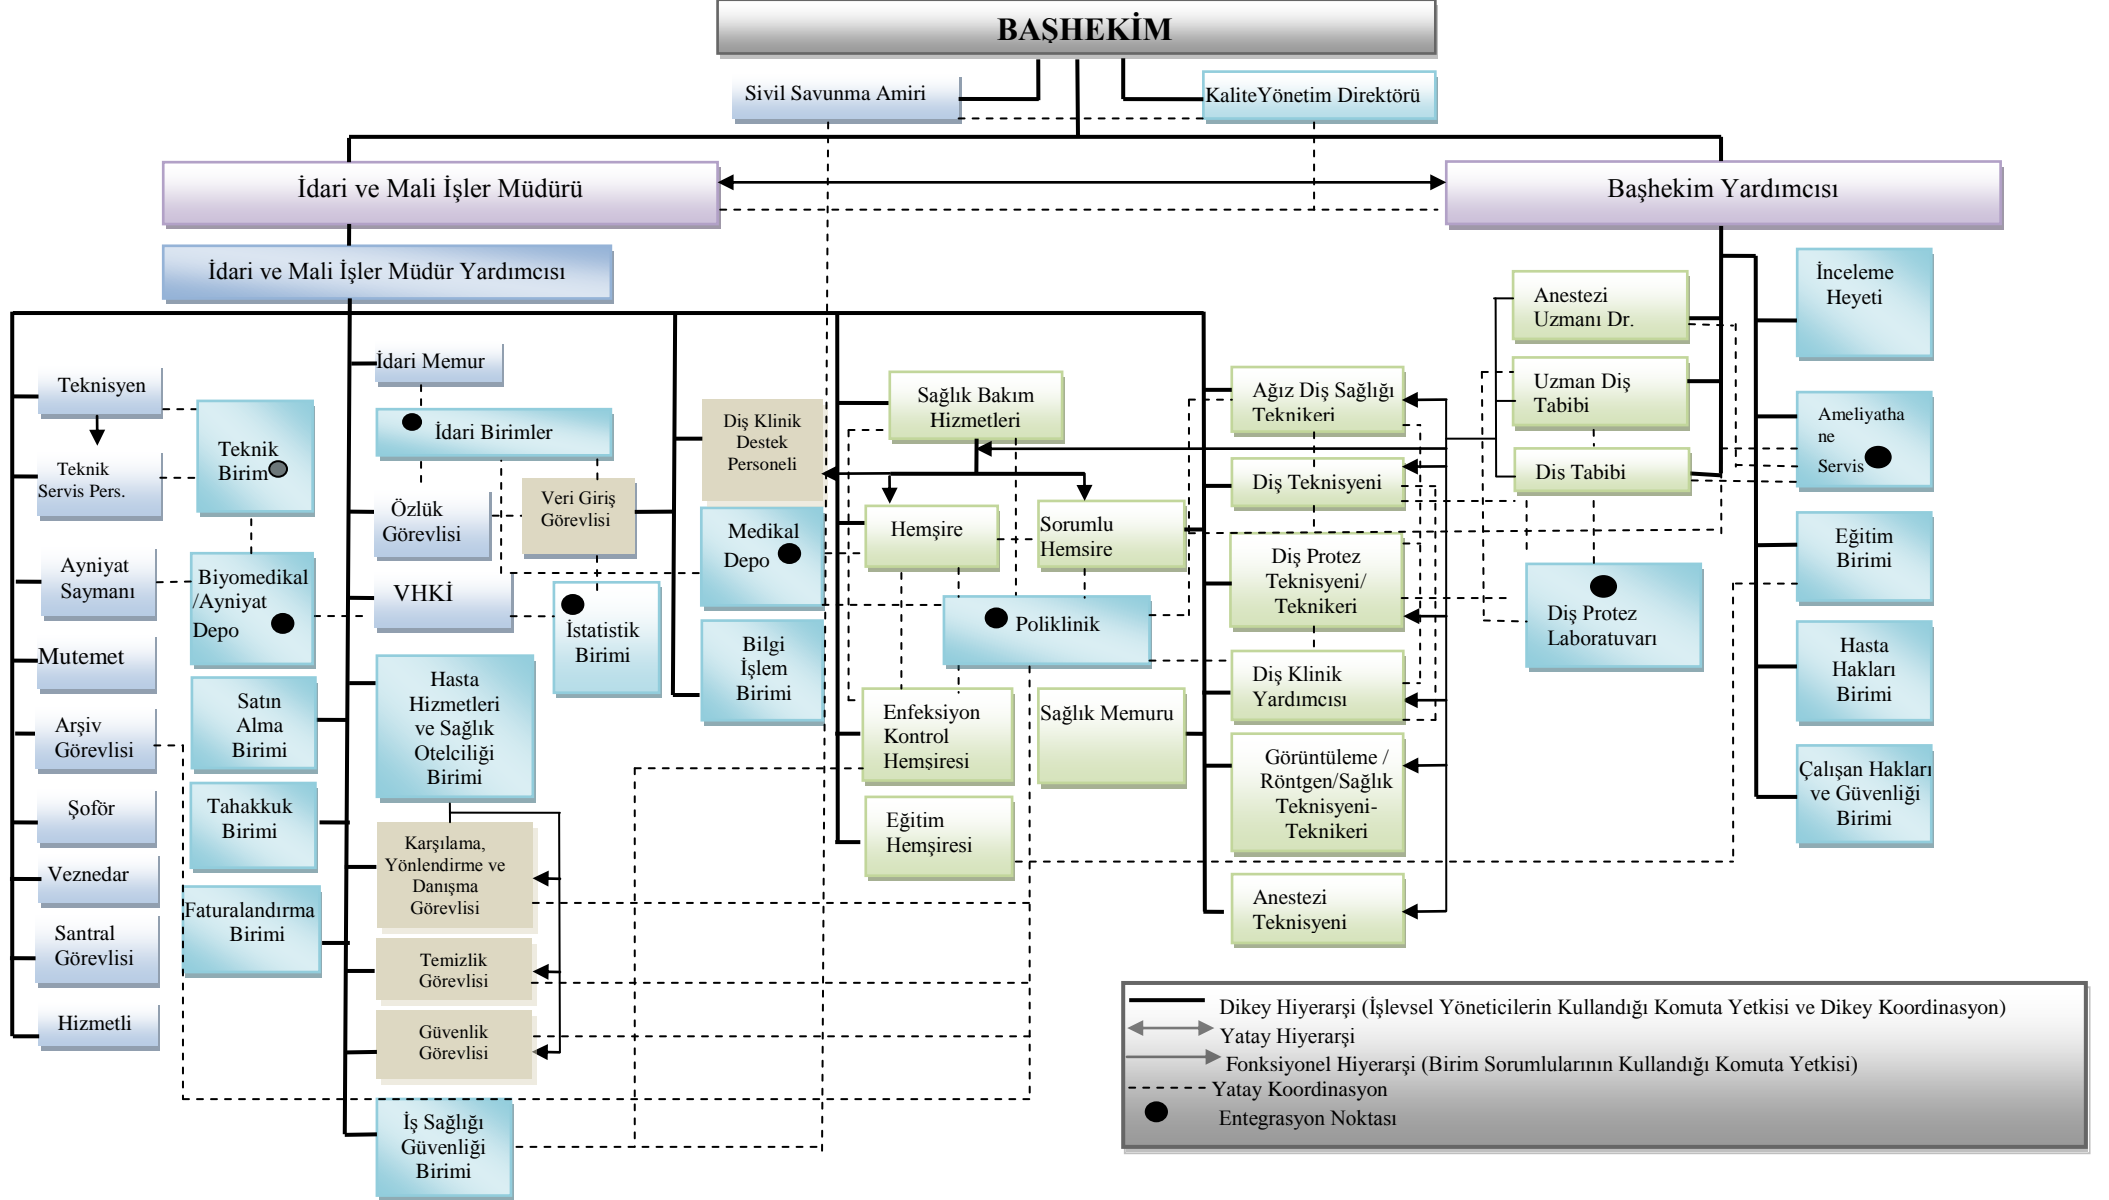 BAŞHEKİM
Sivil Savunma Amiri
KaliteYönetim Direktörü
İdari ve Mali İşler Müdürü
Başhekim Yardımcısı
İdari ve Mali İşler Müdür Yardımcısı
Teknisyen
Teknik
Servis Pers.
Ayniyat
Saymanı
Mutemet
Arşiv
Görevlisi
Şoför
Veznedar
Santral
Görevlisi
Hizmetli
Teknik
Birim
Biyomedikal
/Ayniyat
Depo
Satın
Alma
Birimi
Tahakkuk
Birimi
Faturalandırma
Birimi
İdari Memur
İdari Birimler
Özlük
Görevlisi
Veri Giriş
Görevlisi
VHKİ
İstatistik
Birimi
Hasta
Hizmetleri
ve Sağlık
Otelciliği
Birimi
Karşılama,
Yönlendirme ve
Danışma
Görevlisi
Temizlik
Görevlisi
Güvenlik
Görevlisi
İş Sağlığı
Güvenliği
Birimi
Diş Klinik
Destek
Personeli
Medikal
Depo
Bilgi
İşlem
Birimi
Sağlık Bakım
Hizmetleri
Hemşire
Sorumlu
Hemsire
Poliklinik
Enfeksiyon
Kontrol
Hemşiresi
Sağlık Memuru
Eğitim
Hemşiresi
Ağız Diş Sağlığı
Teknikeri
Diş Teknisyeni
Diş Protez
Teknisyeni/
Teknikeri
Diş Klinik
Yardımcısı
Görüntüleme /
Röntgen/Sağlık
Teknisyeni-
Teknikeri
Anestezi
Teknisyeni
Anestezi
Uzmanı Dr.
Uzman Diş
Tabibi
Dis Tabibi
Diş Protez
Laboratuvarı
İnceleme
Heyeti
Ameliyatha
ne
Servis
Eğitim
Birimi
Hasta
Hakları
Birimi
Çalışan Hakları
ve Güvenliği
Birimi
Dikey Hiyerarşi (İşlevsel Yöneticilerin Kullandığı Komuta Yetkisi ve Dikey Koordinasyon)
Yatay Hiyerarşi
Fonksiyonel Hiyerarşi (Birim Sorumlularının Kullandığı Komuta Yetkisi)
Yatay Koordinasyon
Entegrasyon Noktası